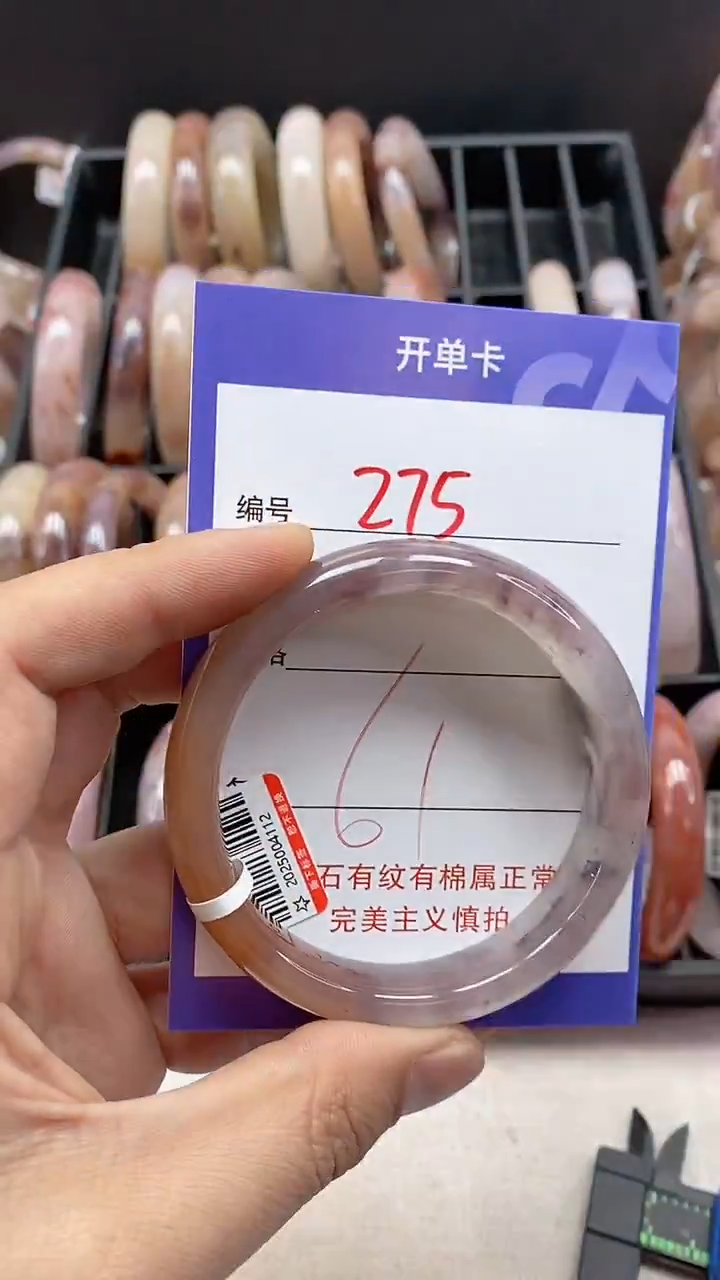 开单卡
编号 275
61
石有纹有棉属正常
完美主义慎拍
2025004112